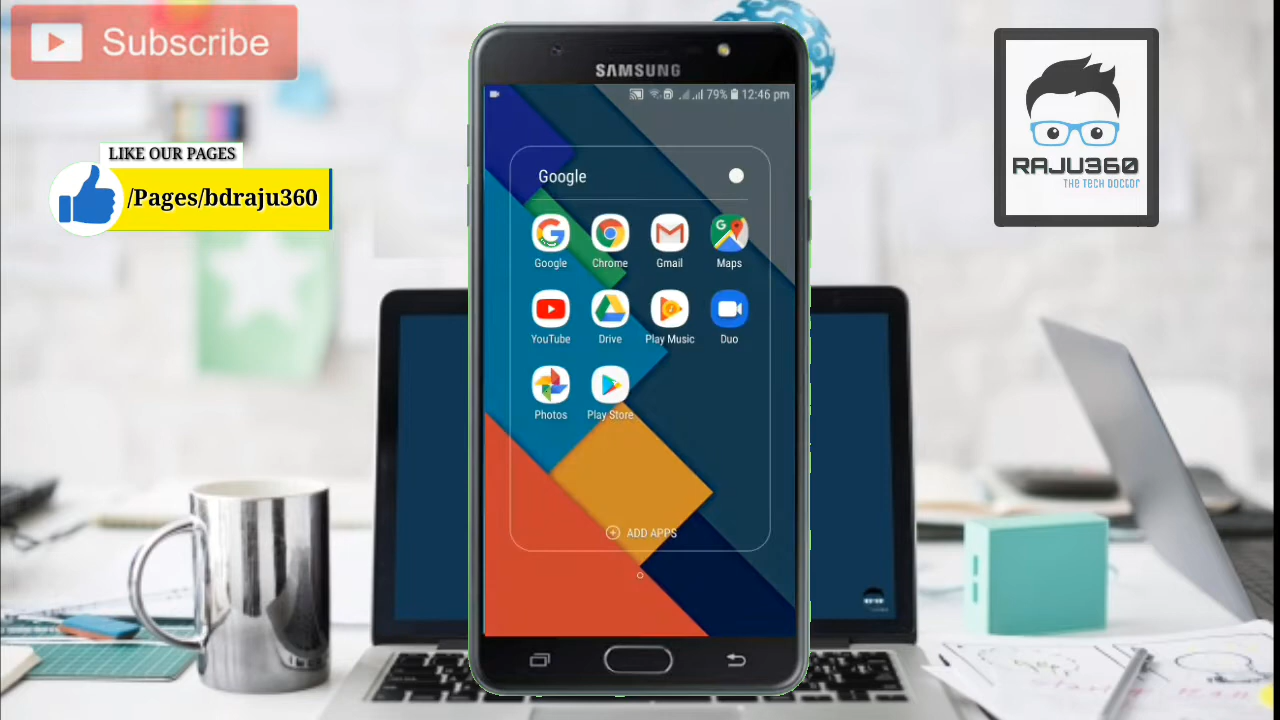 Subscribe
LIKE OUR PAGES
/Pages/bdraju360
SAMSUNG
79% 12:46 pm
Google
Google Chrome Gmail Maps
YouTube Drive Play Music Duo
Photos Play Store
ADD APPS
RAJU360
THE TECH DOCTOR